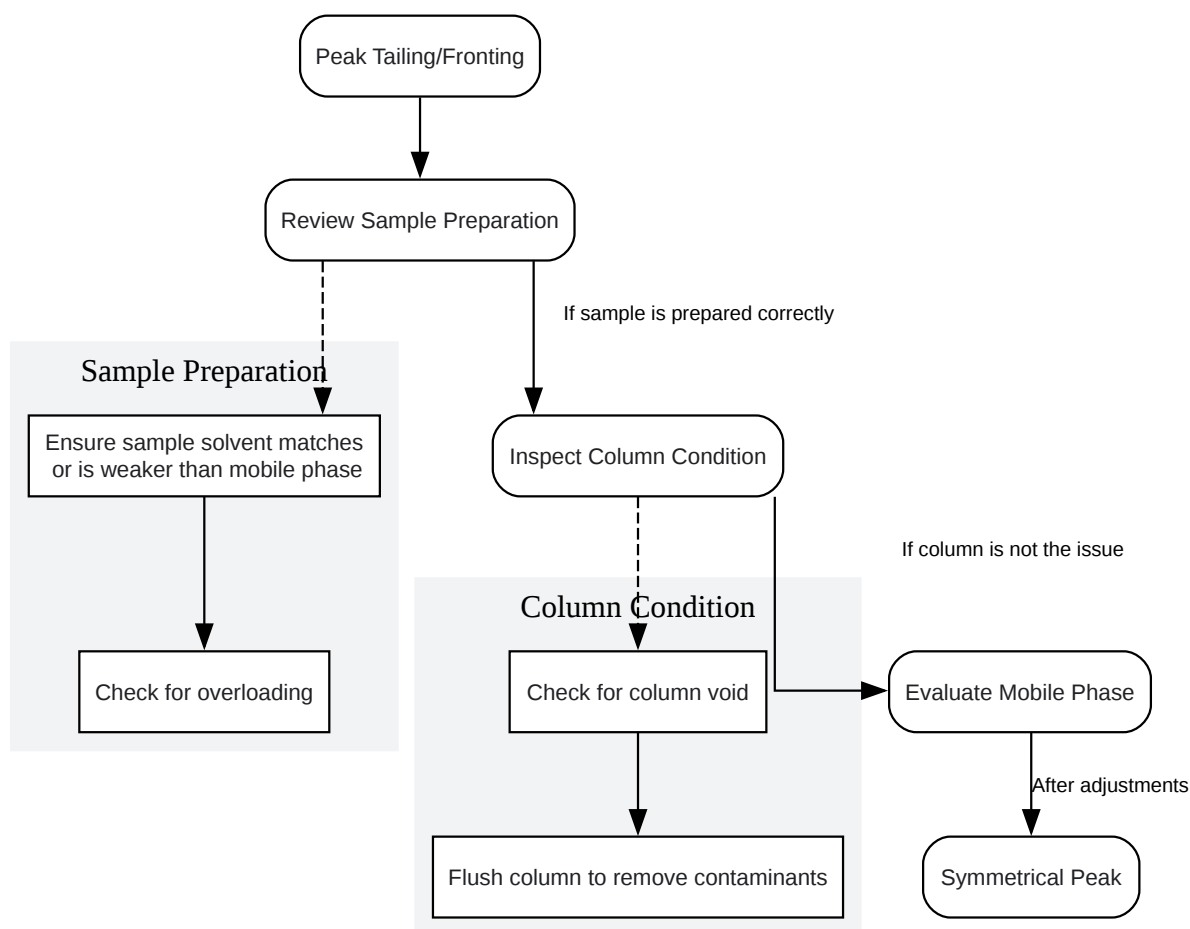 Peak Tailing/Fronting
Review Sample Preparation
If sample is prepared correctly
Sample Preparation
Ensure sample solvent matches
or is weaker than mobile phase
Inspect Column Condition
If column is not the issue
Column Condition
Check for overloading
Check for column void
Evaluate Mobile Phase
After adjustments
Flush column to remove contaminants
Symmetrical Peak